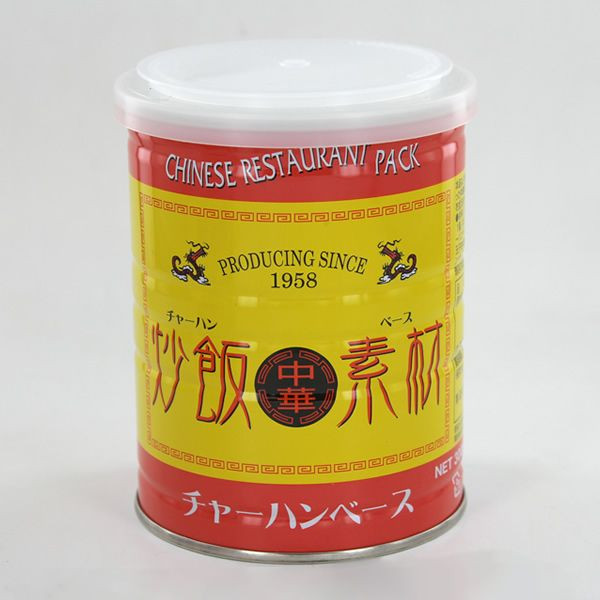 CHINESE RESTAURANT PACK
PRODUCING SINCE
1958
チャーハン ベース
炒飯 中華 素材
チャーハンベース
NET